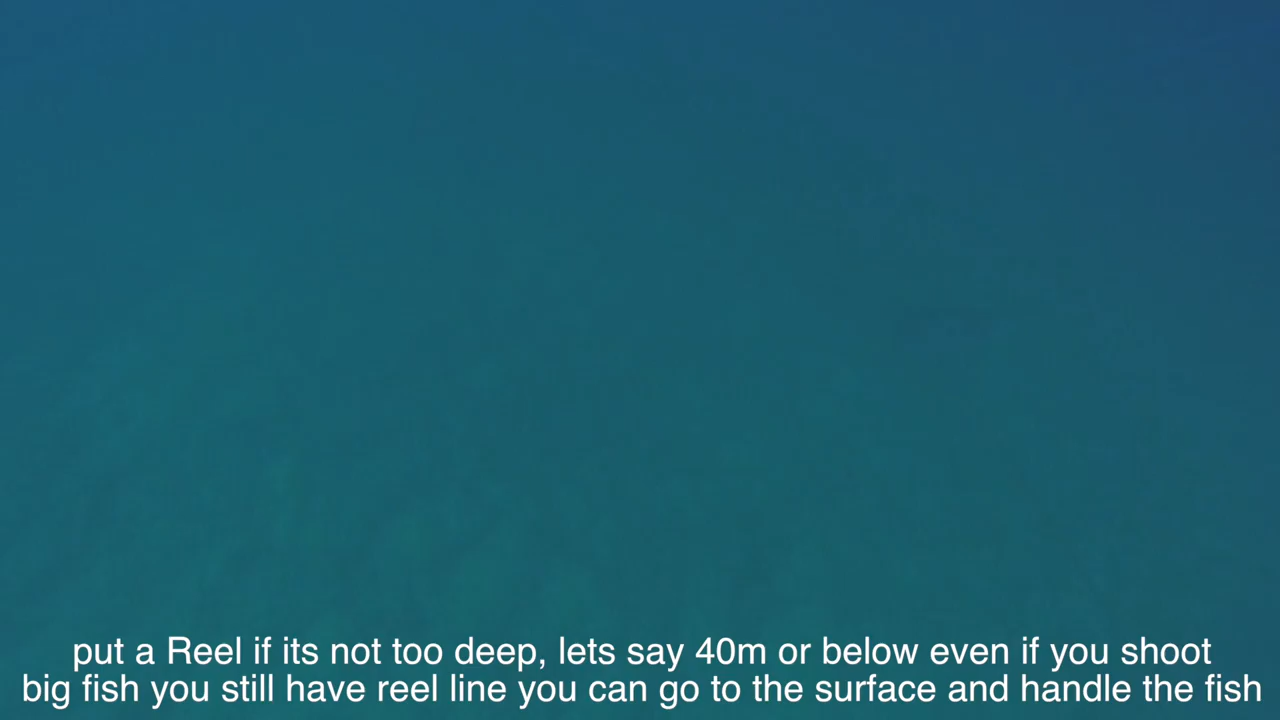 put a Reel if its not too deep, lets say 40m or below even if you shoot
big fish you still have reel line you can go to the surface and handle the fish